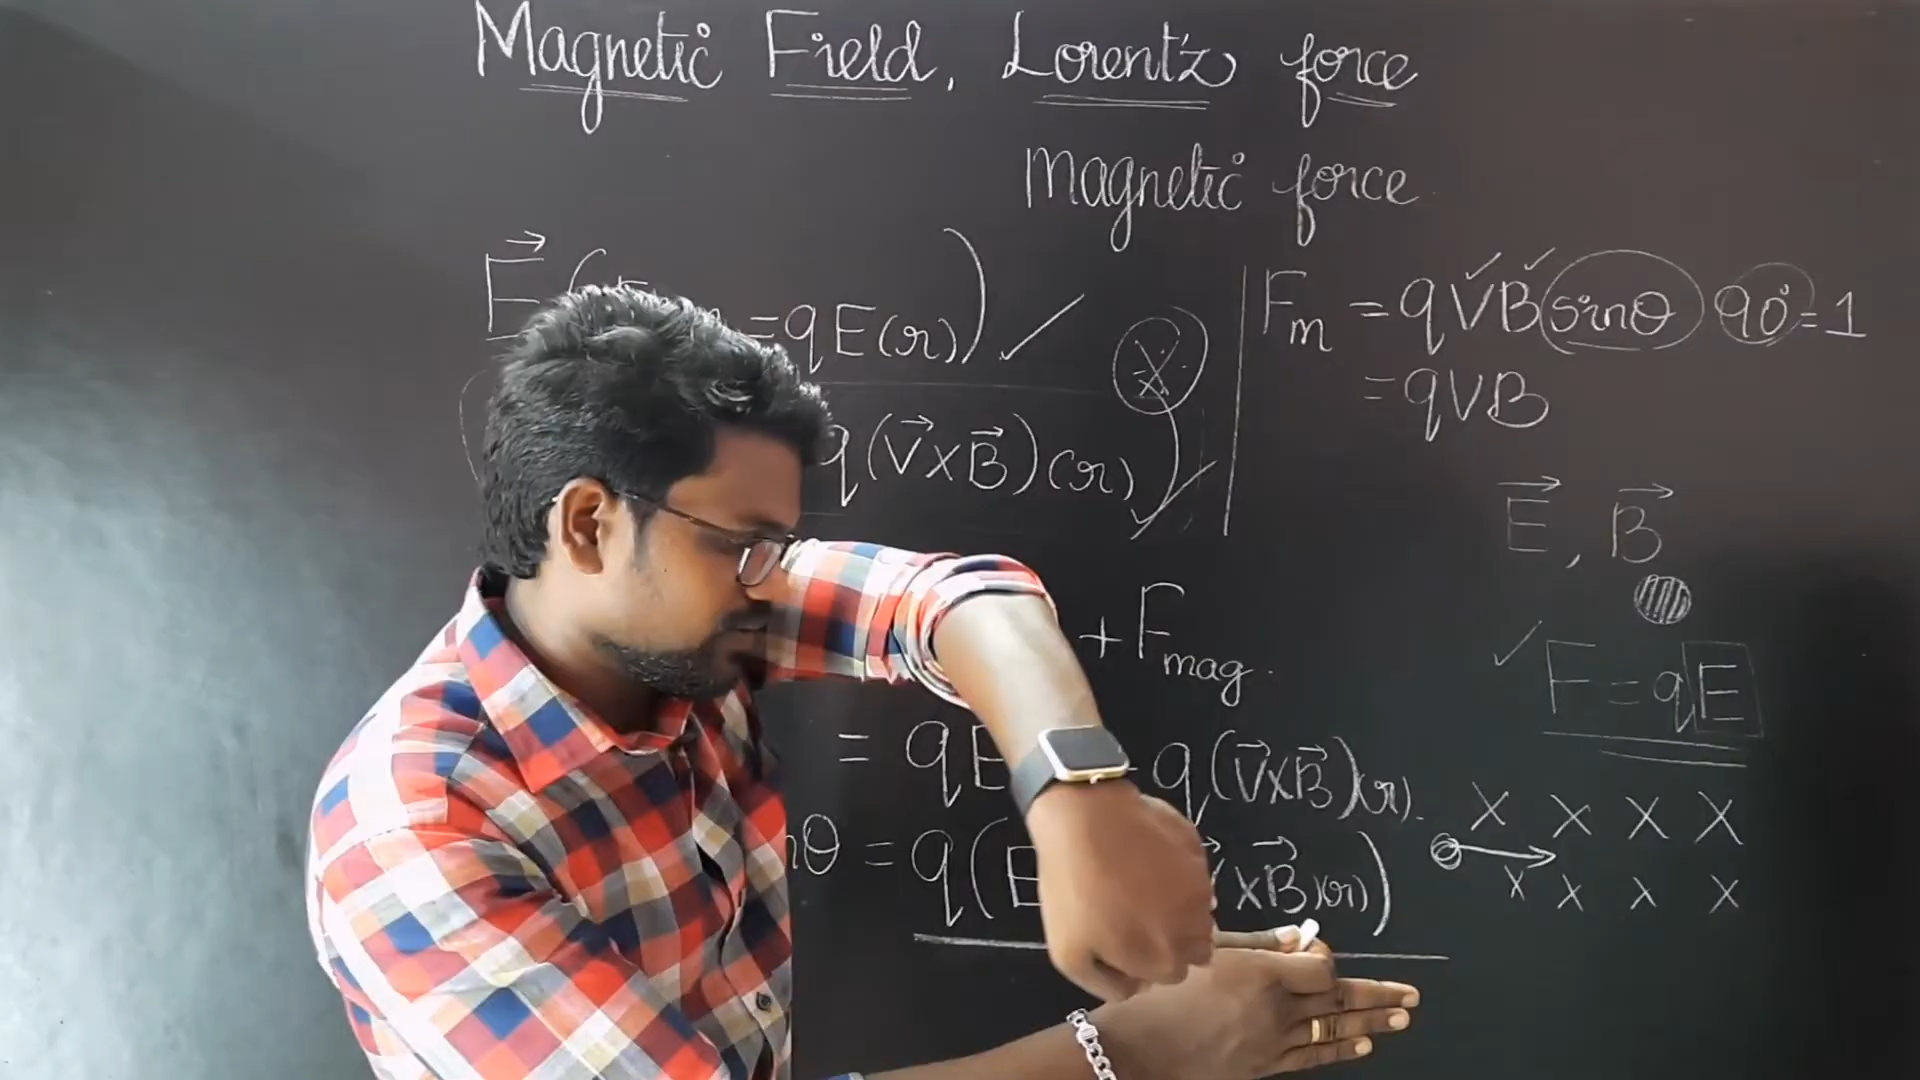 Magnetic Field, Lorentz force
Magnetic force
E ( =qE(r)) ✓
q(V×B)(r)
+ Fmag.
= qE q(V×B)(r).
θ = q(E ×B)(r))
Fm = qVB sinθ 90°=1
=qVB
E, B
✓ F=qE
X X X X
X X X X